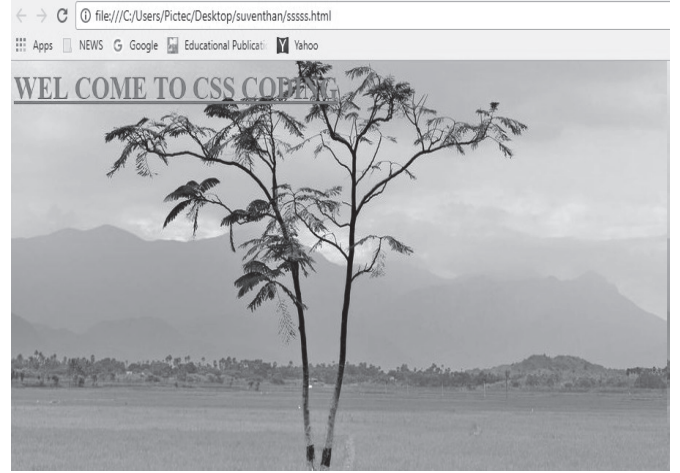 file:///C:/Users/Pictec/Desktop/suventhan/sssss.html
Apps NEWS G Google Educational Publicati Y Yahoo
WEL COME TO CSS CODING